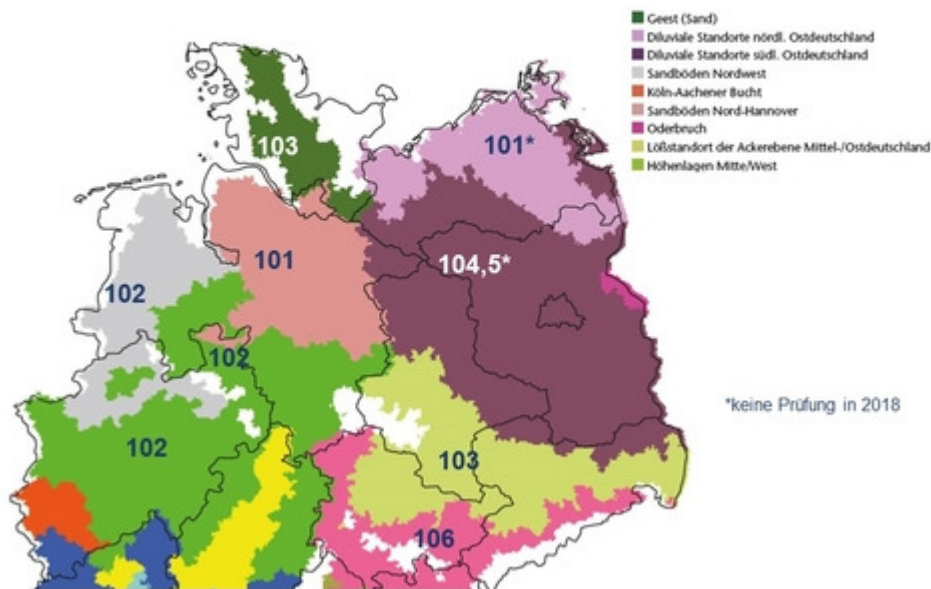 Geest (Sand)
Diluviale Standorte nördl. Ostdeutschland
Diluviale Standorte südl. Ostdeutschland
Sandböden Nordwest
Köln-Aachener Bucht
Sandböden Nord-Hannover
Oderbruch
Lößstandort der Ackerebene Mittel-/Ostdeutschland
Höhenlagen Mitte/West
103
101*
101
104,5*
102
102
*keine Prüfung in 2018
102
103
106